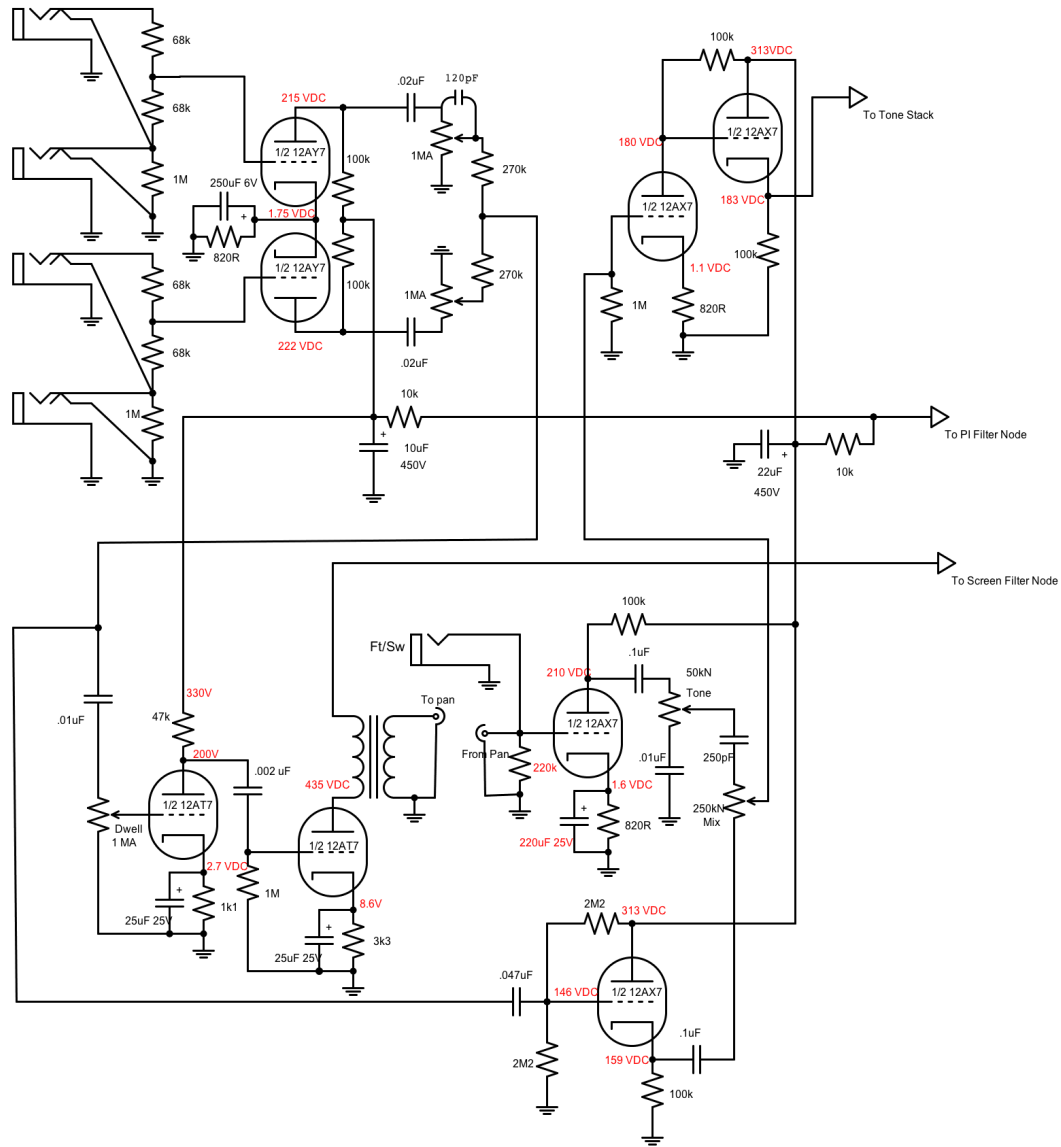 68k
68k
1M
68k
68k
1M
.02uF
120pF
215 VDC
1/2 12AY7
1MA
270k
100k
250uF 6V
+
1.75 VDC
820R
1/2 12AY7
100k
1MA
270k
222 VDC
.02uF
100k
313VDC
1/2 12AX7
180 VDC
To Tone Stack
1/2 12AX7
183 VDC
100k
1.1 VDC
1M
820R
10k
+
10uF
450V
To PI Filter Node
22uF
+
450V
10k
To Screen Filter Node
330V
.01uF
47k
200V
.002 uF
1/2 12AT7
Dwell
1 MA
2.7 VDC
+
25uF 25V
1k1
1M
435 VDC
1/2 12AT7
8.6V
+
25uF 25V
3k3
Ft/Sw
To pan
From Pan
220k
100k
210 VDC
.1uF
50kN
Tone
1/2 12AX7
.01uF
250pF
1.6 VDC
+
820R
220uF 25V
250kN
Mix
2M2
313 VDC
.047uF
146 VDC
1/2 12AX7
2M2
159 VDC
.1uF
100k